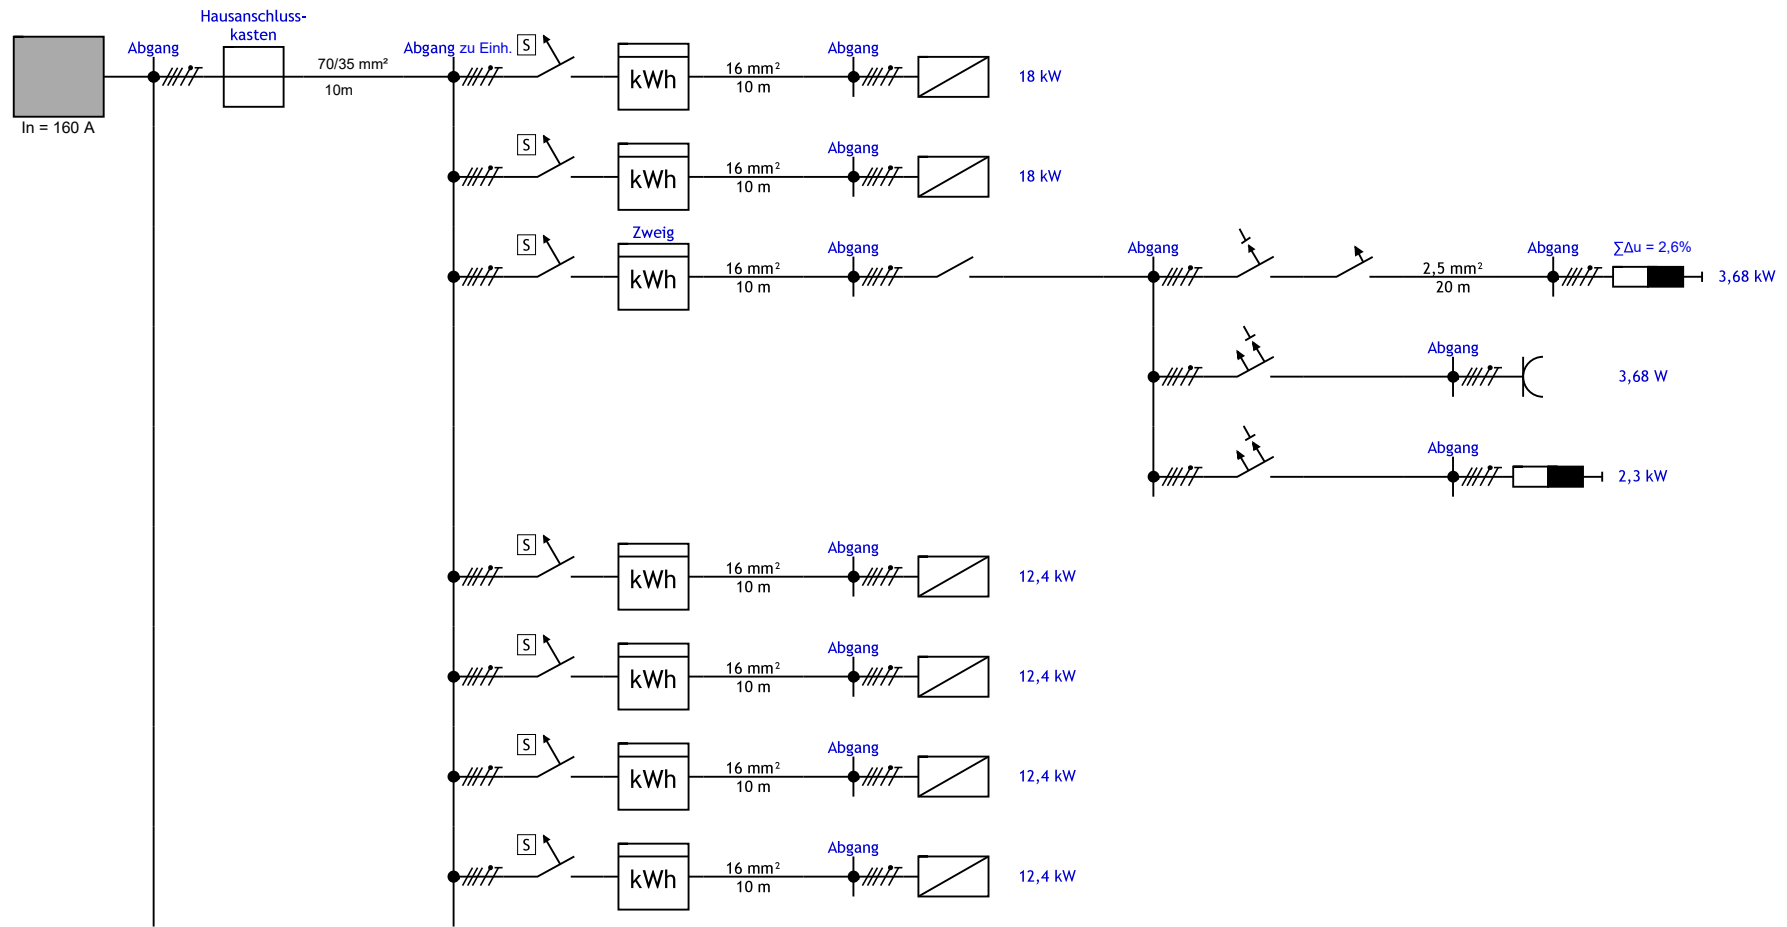 Hausanschluss-
kasten
Abgang
70/35 mm²
10m
In = 160 A
Abgang zu Einh.
S
kWh
16 mm²
10 m
Abgang
18 kW
S
kWh
16 mm²
10 m
Abgang
18 kW
S
Zweig
kWh
16 mm²
10 m
Abgang
Abgang
2,5 mm²
20 m
Abgang
∑Δu = 2,6%
3,68 kW
Abgang
3,68 W
Abgang
2,3 kW
S
kWh
16 mm²
10 m
Abgang
12,4 kW
S
kWh
16 mm²
10 m
Abgang
12,4 kW
S
kWh
16 mm²
10 m
Abgang
12,4 kW
S
kWh
16 mm²
10 m
Abgang
12,4 kW